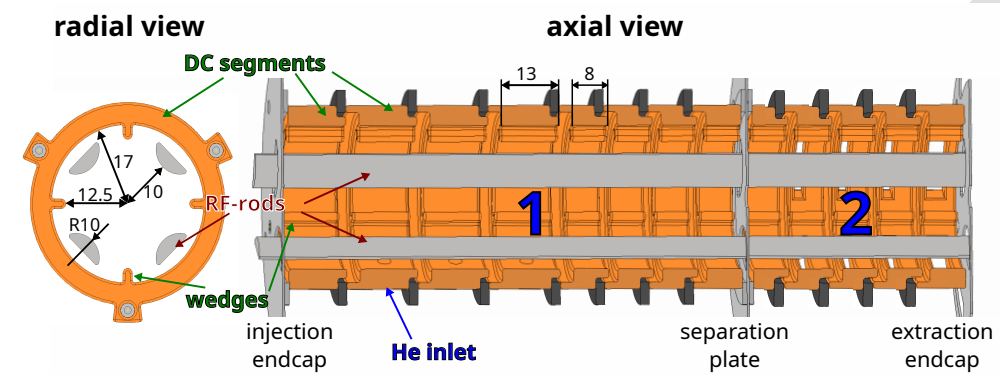 radial view
axial view
DC segments
13
8
17
12.5
10
RF-rods
R10
1
2
wedges
injection
endcap
He inlet
separation
plate
extraction
endcap